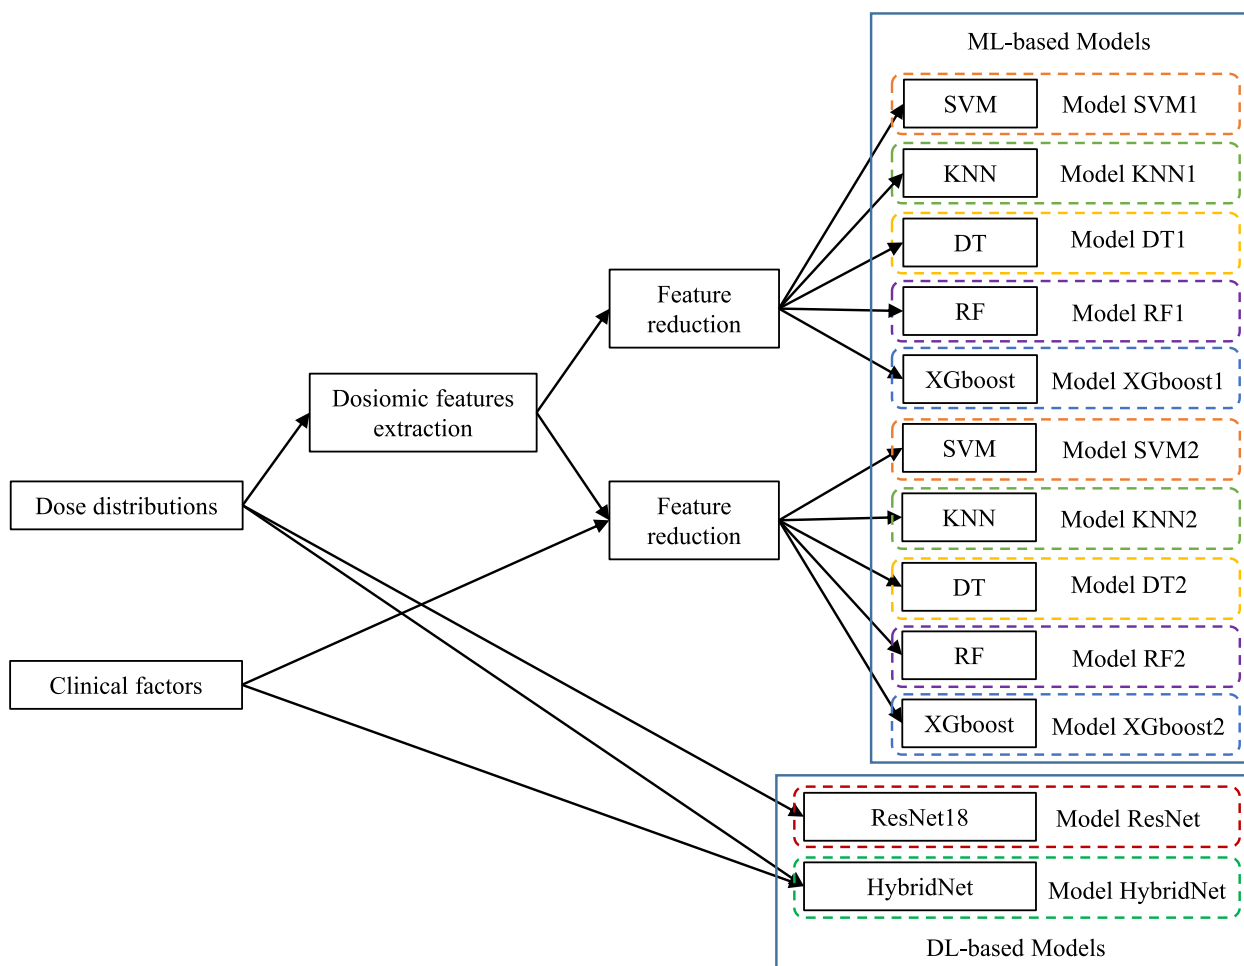 ML-based Models
SVM
Model SVM1
KNN
Model KNN1
DT
Model DT1
RF
Model RF1
XGboost
Model XGboost1
Feature
reduction
Dosiomic features
extraction
SVM
Model SVM2
KNN
Model KNN2
DT
Model DT2
RF
Model RF2
XGboost
Model XGboost2
Dose distributions
Feature
reduction
Clinical factors
ResNet18
Model ResNet
HybridNet
Model HybridNet
DL-based Models